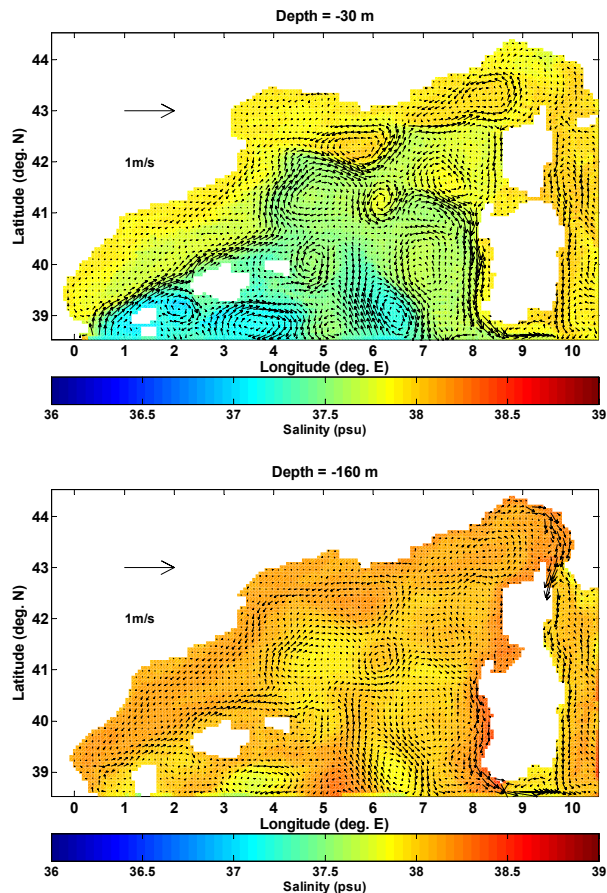 Depth = -30 m
44
43
42
41
40
39
1m/s
Latitude (deg. N)
0 1 2 3 4 5 6 7 8 9 10
Longitude (deg. E)
36 36.5 37 37.5 38 38.5 39
Salinity (psu)
Depth = -160 m
44
43
42
41
40
39
1m/s
Latitude (deg. N)
0 1 2 3 4 5 6 7 8 9 10
Longitude (deg. E)
36 36.5 37 37.5 38 38.5 39
Salinity (psu)